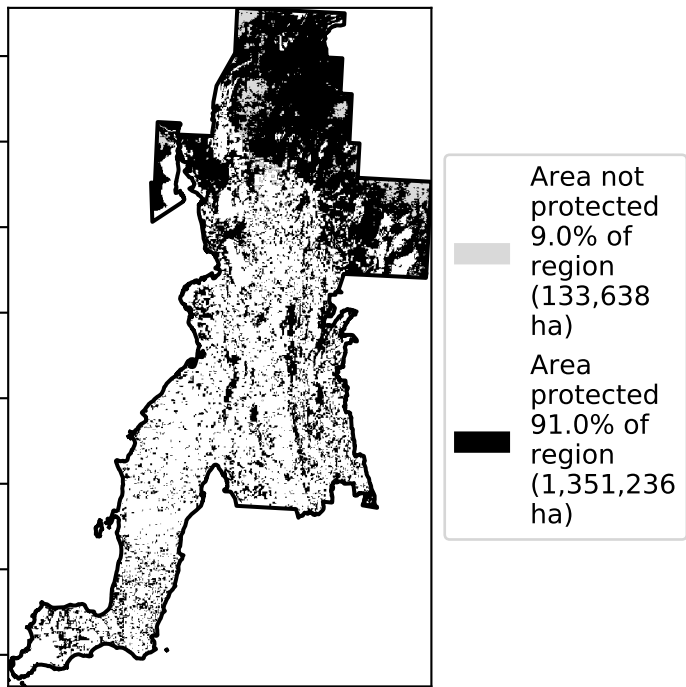 Area not
protected
9.0% of
region
(133,638
ha)
Area
protected
91.0% of
region
(1,351,236
ha)